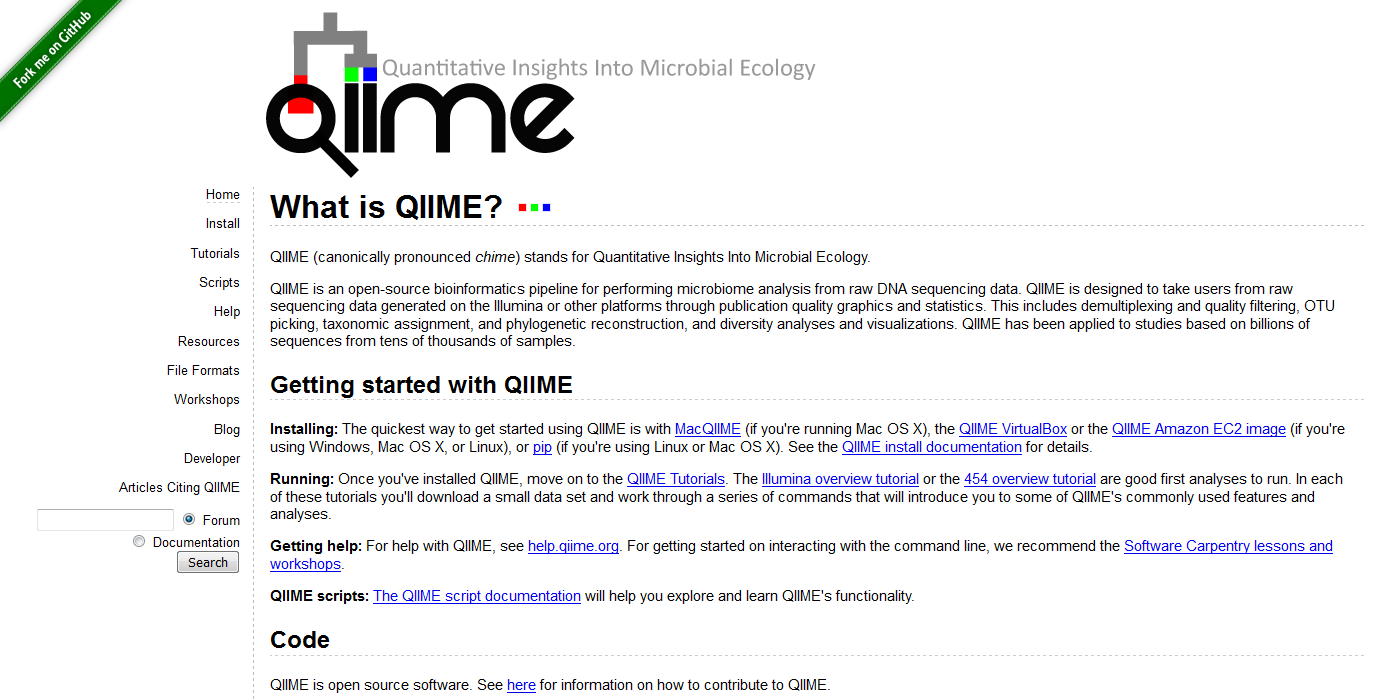 Fork me on GitHub
Quantitative Insights Into Microbial Ecology
QIIME
Home
Install
Tutorials
Scripts
Help
Resources
File Formats
Workshops
Blog
Developer
Articles Citing QIIME
Forum
Documentation
Search
What is QIIME?
QIIME (canonically pronounced chime) stands for Quantitative Insights Into Microbial Ecology.
QIIME is an open-source bioinformatics pipeline for performing microbiome analysis from raw DNA sequencing data. QIIME is designed to take users from raw
sequencing data generated on the Illumina or other platforms through publication quality graphics and statistics. This includes demultiplexing and quality filtering, OTU
picking, taxonomic assignment, and phylogenetic reconstruction, and diversity analyses and visualizations. QIIME has been applied to studies based on billions of
sequences from tens of thousands of samples.
Getting started with QIIME
Installing: The quickest way to get started using QIIME is with MacQIIME (if you're running Mac OS X), the QIIME VirtualBox or the QIIME Amazon EC2 image (if you're
using Windows, Mac OS X, or Linux), or pip (if you're using Linux or Mac OS X). See the QIIME install documentation for details.
Running: Once you've installed QIIME, move on to the QIIME Tutorials. The Illumina overview tutorial or the 454 overview tutorial are good first analyses to run. In each
of these tutorials you'll download a small data set and work through a series of commands that will introduce you to some of QIIME's commonly used features and
analyses.
Getting help: For help with QIIME, see help.qiime.org. For getting started on interacting with the command line, we recommend the Software Carpentry lessons and
workshops.
QIIME scripts: The QIIME script documentation will help you explore and learn QIIME's functionality.
Code
QIIME is open source software. See here for information on how to contribute to QIIME.